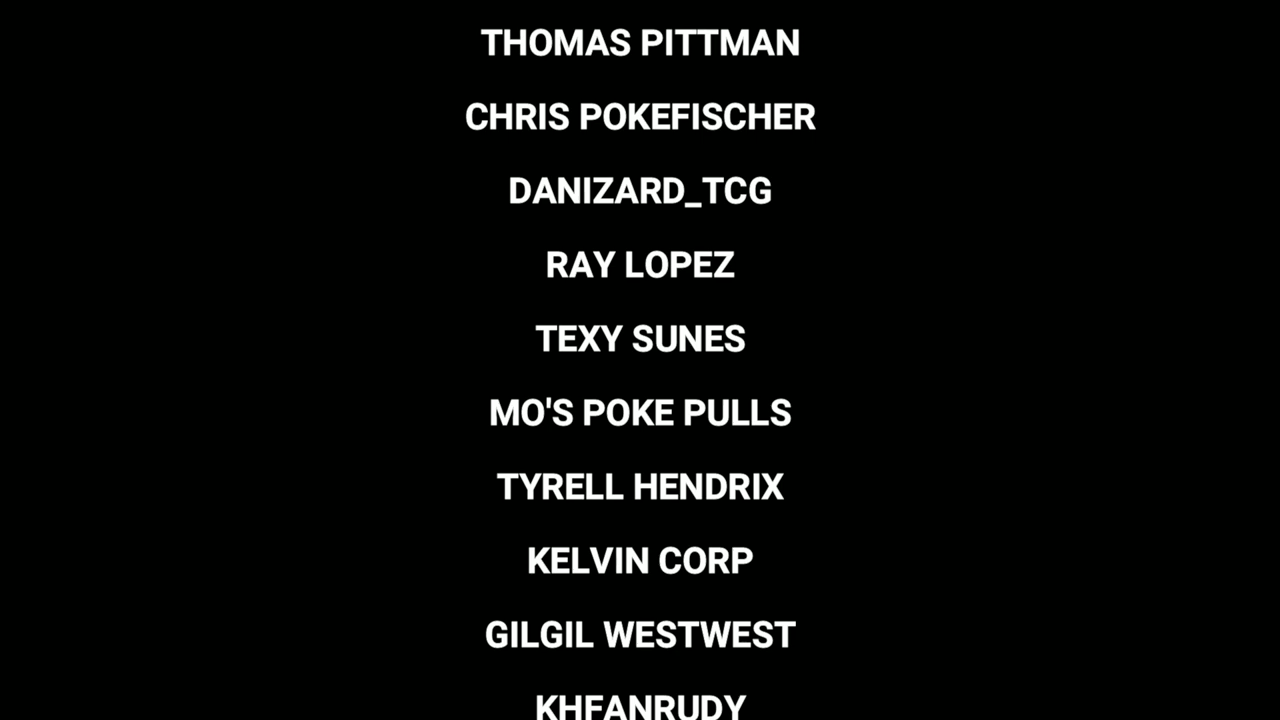 THOMAS PITTMAN
CHRIS POKEFISCHER
DANIZARD_TCG
RAY LOPEZ
TEXY SUNES
MO'S POKE PULLS
TYRELL HENDRIX
KELVIN CORP
GILGIL WESTWEST
KHFANRUDY